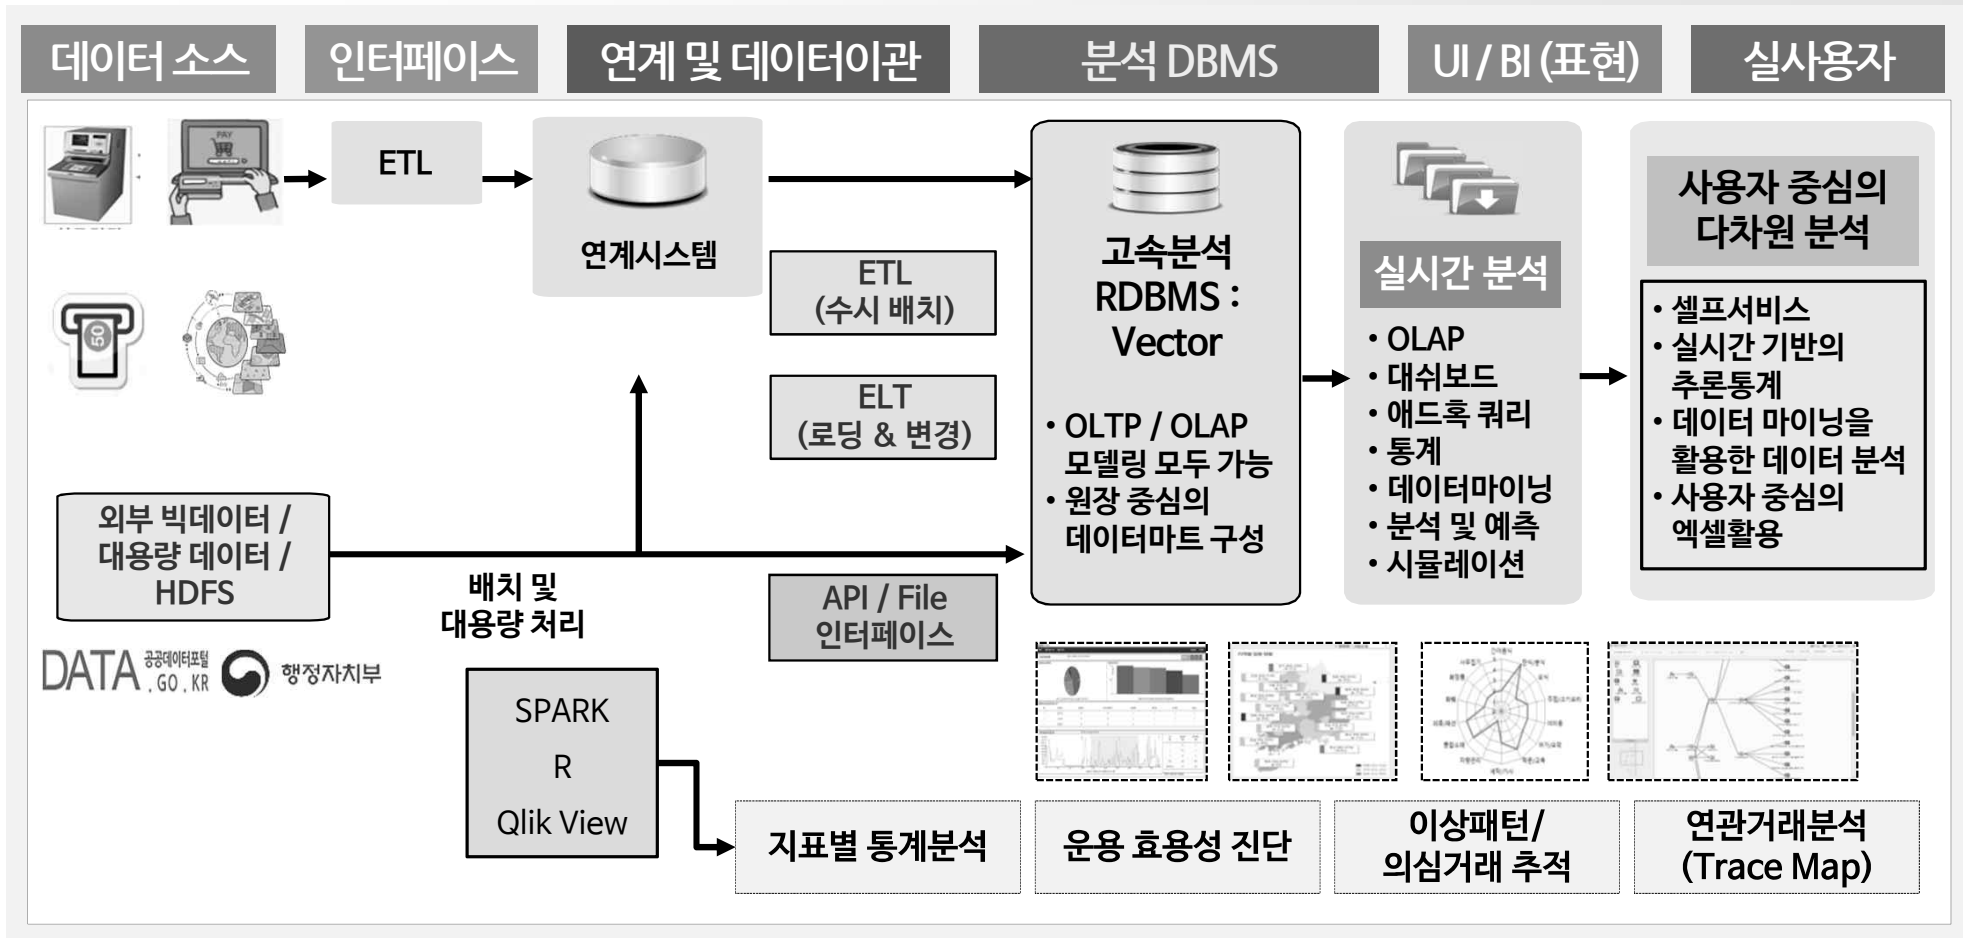 데이터 소스
인터페이스
연계 및 데이터이관
분석 DBMS
UI / BI (표현)
실사용자
PAY
ETL
연계시스템
50
외부 빅데이터 /
대용량 데이터 /
HDFS
DATA 공공데이터포털
.GO.KR
행정자치부
배치 및
대용량 처리
ETL
(수시 배치)
ELT
(로딩 & 변경)
API / File
인터페이스
SPARK
R
Qlik View
고속분석
RDBMS :
Vector
• OLTP / OLAP
모델링 모두 가능
• 원장 중심의
데이터마트 구성
실시간 분석
• OLAP
• 대쉬보드
• 애드혹 쿼리
• 통계
• 데이터마이닝
• 분석 및 예측
• 시뮬레이션
사용자 중심의
다차원 분석
• 셀프서비스
• 실시간 기반의
추론통계
• 데이터 마이닝을
활용한 데이터 분석
• 사용자 중심의
엑셀활용
지표별 통계분석
운용 효용성 진단
이상패턴/
의심거래 추적
연관거래분석
(Trace Map)